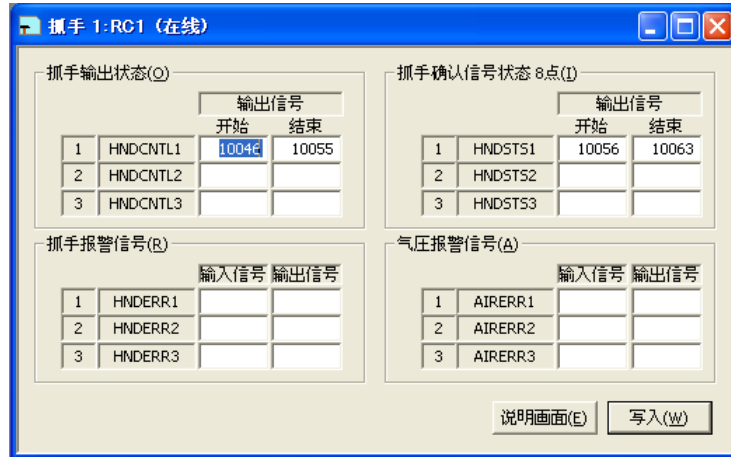 抓手 1:RC1 (在线)
抓手输出状态(O)
输出信号
开始 结束
1 HNDCNTL1 10046 10055
2 HNDCNTL2
3 HNDCNTL3
抓手确认信号状态 8点(I)
输出信号
开始 结束
1 HNDSTS1 10056 10063
2 HNDSTS2
3 HNDSTS3
抓手报警信号(R)
输入信号 输出信号
1 HNDERR1
2 HNDERR2
3 HNDERR3
气压报警信号(A)
输入信号 输出信号
1 AIRERR1
2 AIRERR2
3 AIRERR3
说明画面(E) 写入(W)